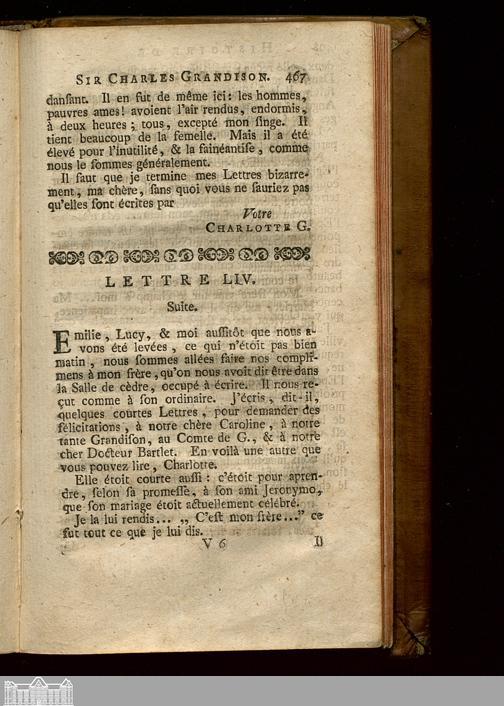 SIR CHARLES GRANDISON. 467
dansant. Il en fut de même ici: les hommes,
pauvres ames! avoient l'air rendus, endormis,
à deux heures; tous, excepté mon singe. Il
tient beaucoup de la femelle. Mais il a été
élevé pour l'inutilité, & la fainéantise, comme
nous le sommes généralement.
Il faut que je termine mes Lettres bizarre-
ment, ma chère, sans quoi vous ne sauriez pas
qu'elles sont écrites par
Votre
CHARLOTTE G.
LETTRE LIV.
Suite.
Emilie, Lucy, & moi aussitôt que nous a-
vons été levées, ce qui n'étoit pas bien
matin, nous sommes allées faire nos compli-
mens à mon frère, qu'on nous avoit dit être dans
la Salle de cèdre, occupé à écrire. Il nous re-
çut comme à son ordinaire. J'écris, dit-il,
quelques courtes Lettres, pour demander des
félicitations, à notre chère Caroline, à notre
tante Grandison, au Comte de G., & à notre
cher Docteur Bartlet. En voilà une autre que
vous pouvez lire, Charlotte.
Elle étoit courte aussi: c'étoit pour appren-
dre, selon sa promesse, à son ami Jeronymo,
que son mariage étoit actuellement célébré.
Je la lui rendis... „ C'est mon frère..." ce
fut tout ce que je lui dis.
V 6 Il